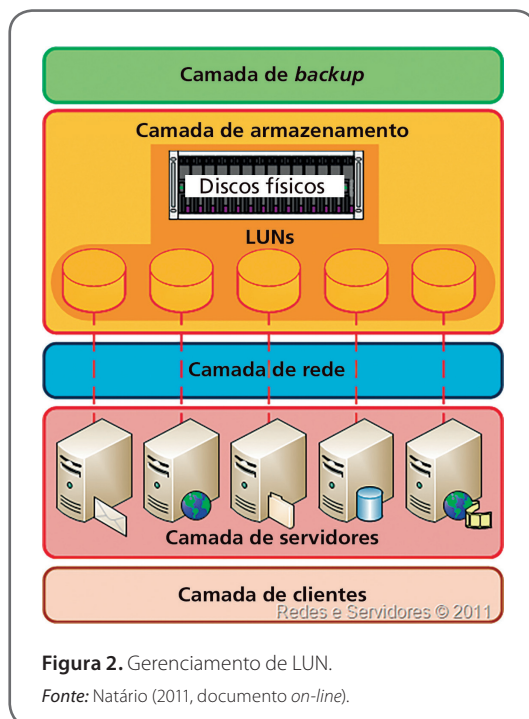 Camada de backup
Camada de armazenamento
Discos físicos
LUNs
Camada de rede
Camada de servidores
Camada de clientes
Redes e Servidores © 2011
Figura 2. Gerenciamento de LUN.
Fonte: Natário (2011, documento on-line).